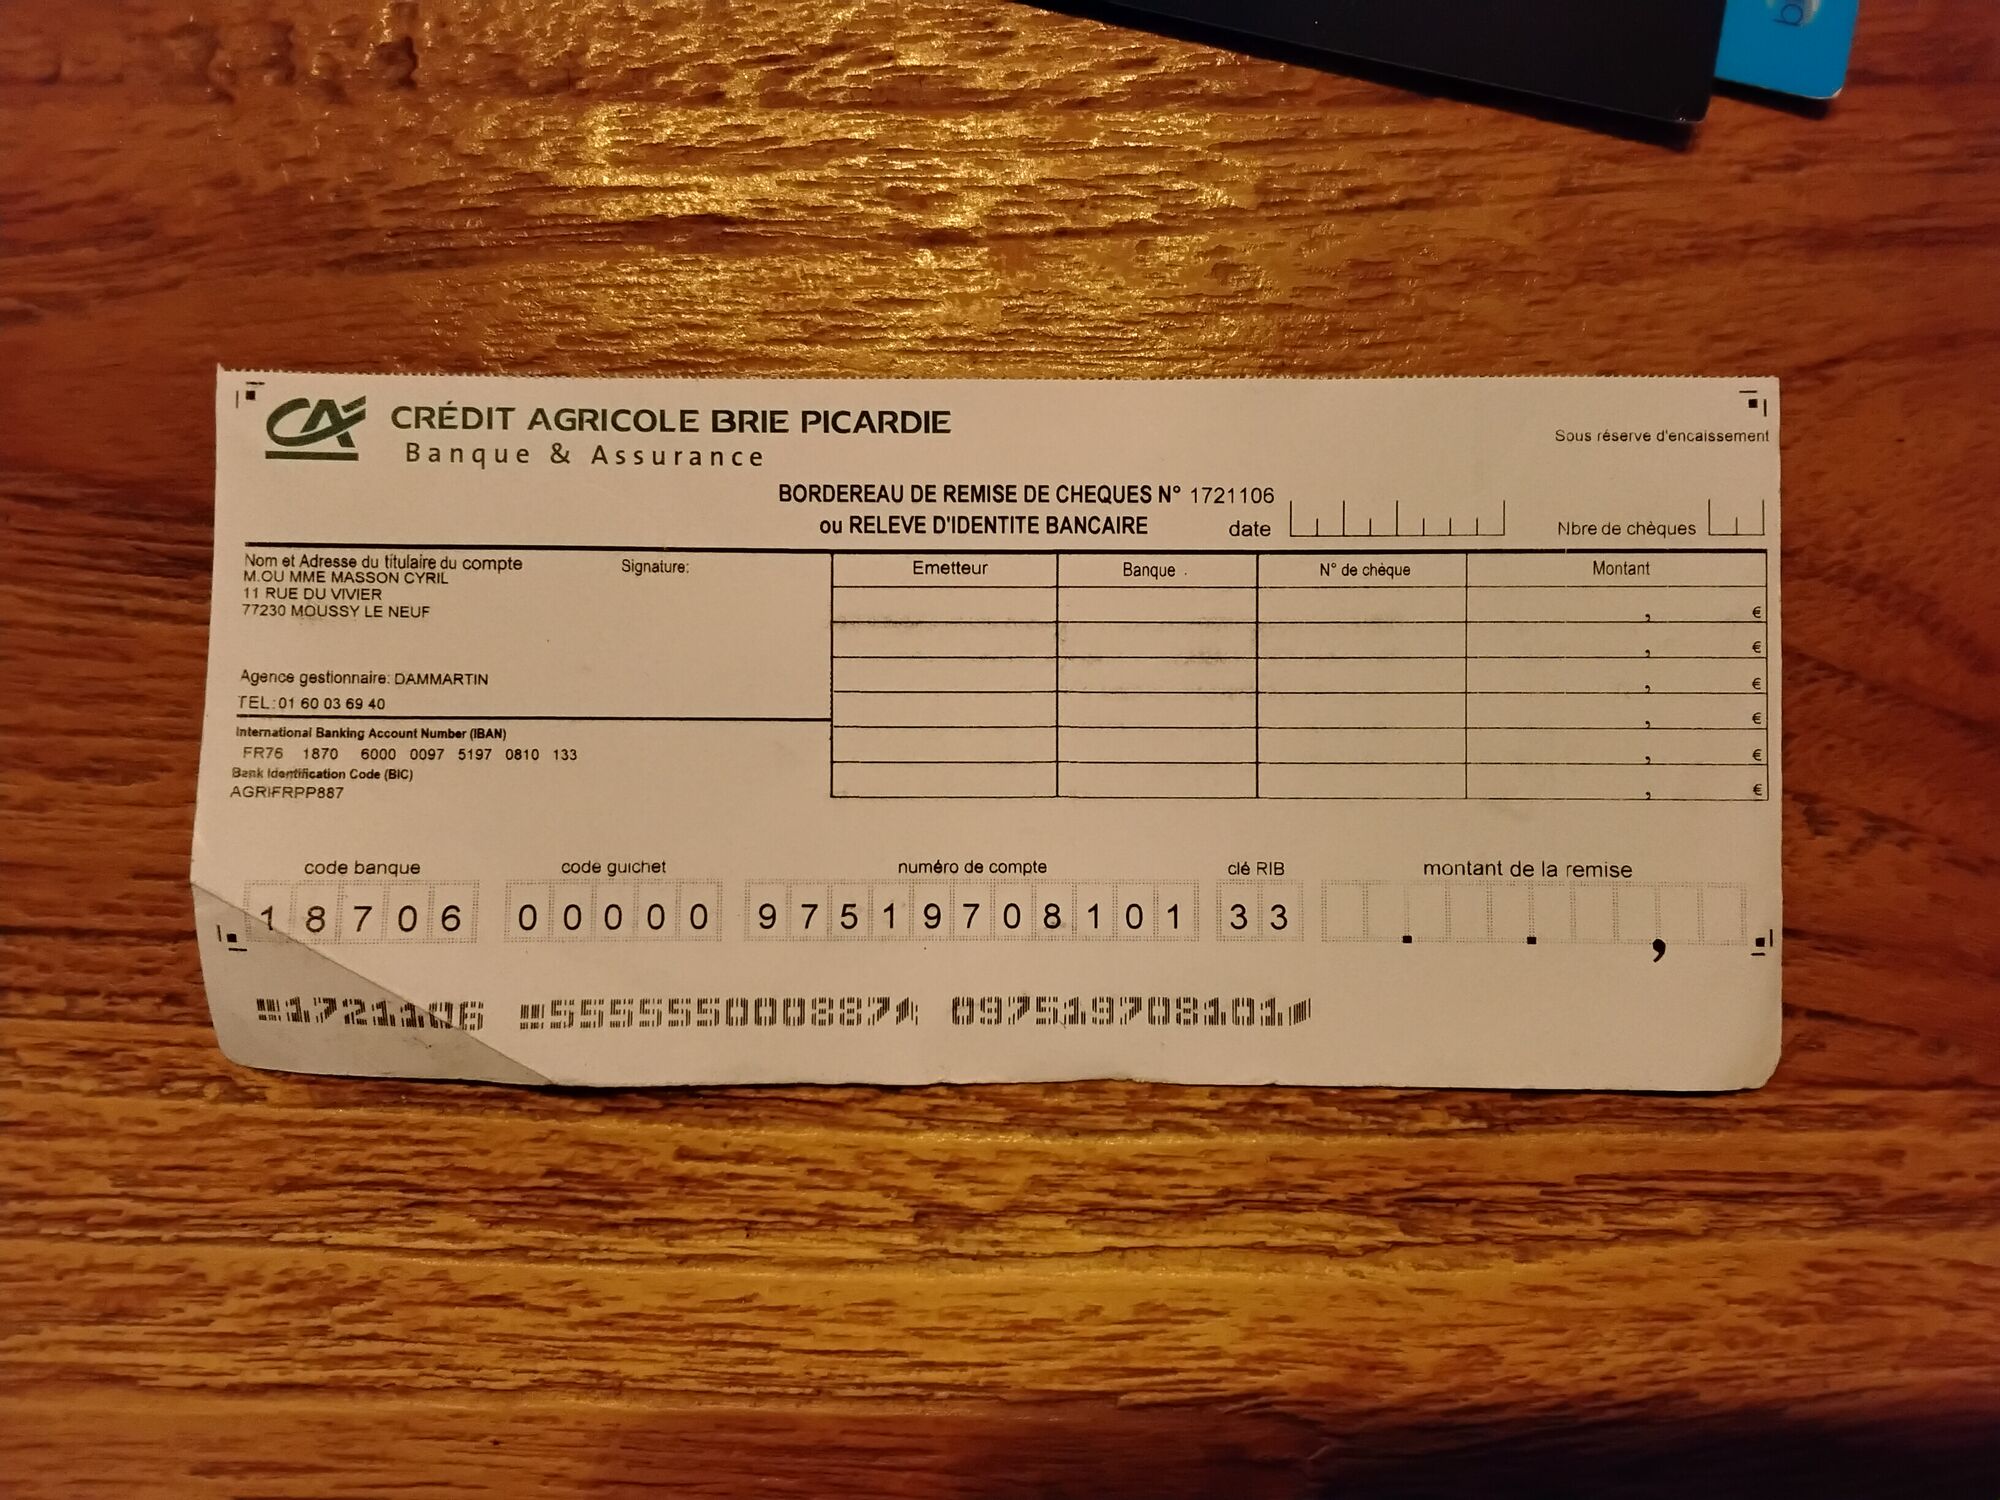 CRÉDIT AGRICOLE BRIE PICARDIE
Banque & Assurance
Sous réserve d'encaissement
BORDEREAU DE REMISE DE CHEQUES N° 1721106
ou RELEVE D'IDENTITE BANCAIRE
date
Nbre de chèques
Nom et Adresse du titulaire du compte
Signature:
M.OU MME MASSON CYRIL
11 RUE DU VIVIER
77230 MOUSSY LE NEUF
Agence gestionnaire: DAMMARTIN
TEL:01 60 03 69 40
International Banking Account Number (IBAN)
FR76 1870 6000 0097 5197 0810 133
Bank Identification Code (BIC)
AGRIFRPP887
Emetteur Banque N° de chèque Montant
, €
, €
, €
, €
, €
, €
code banque code guichet numéro de compte clé RIB montant de la remise
18706 00000 97519708101 33 . . ,
1721106 5555555000887 097519708101